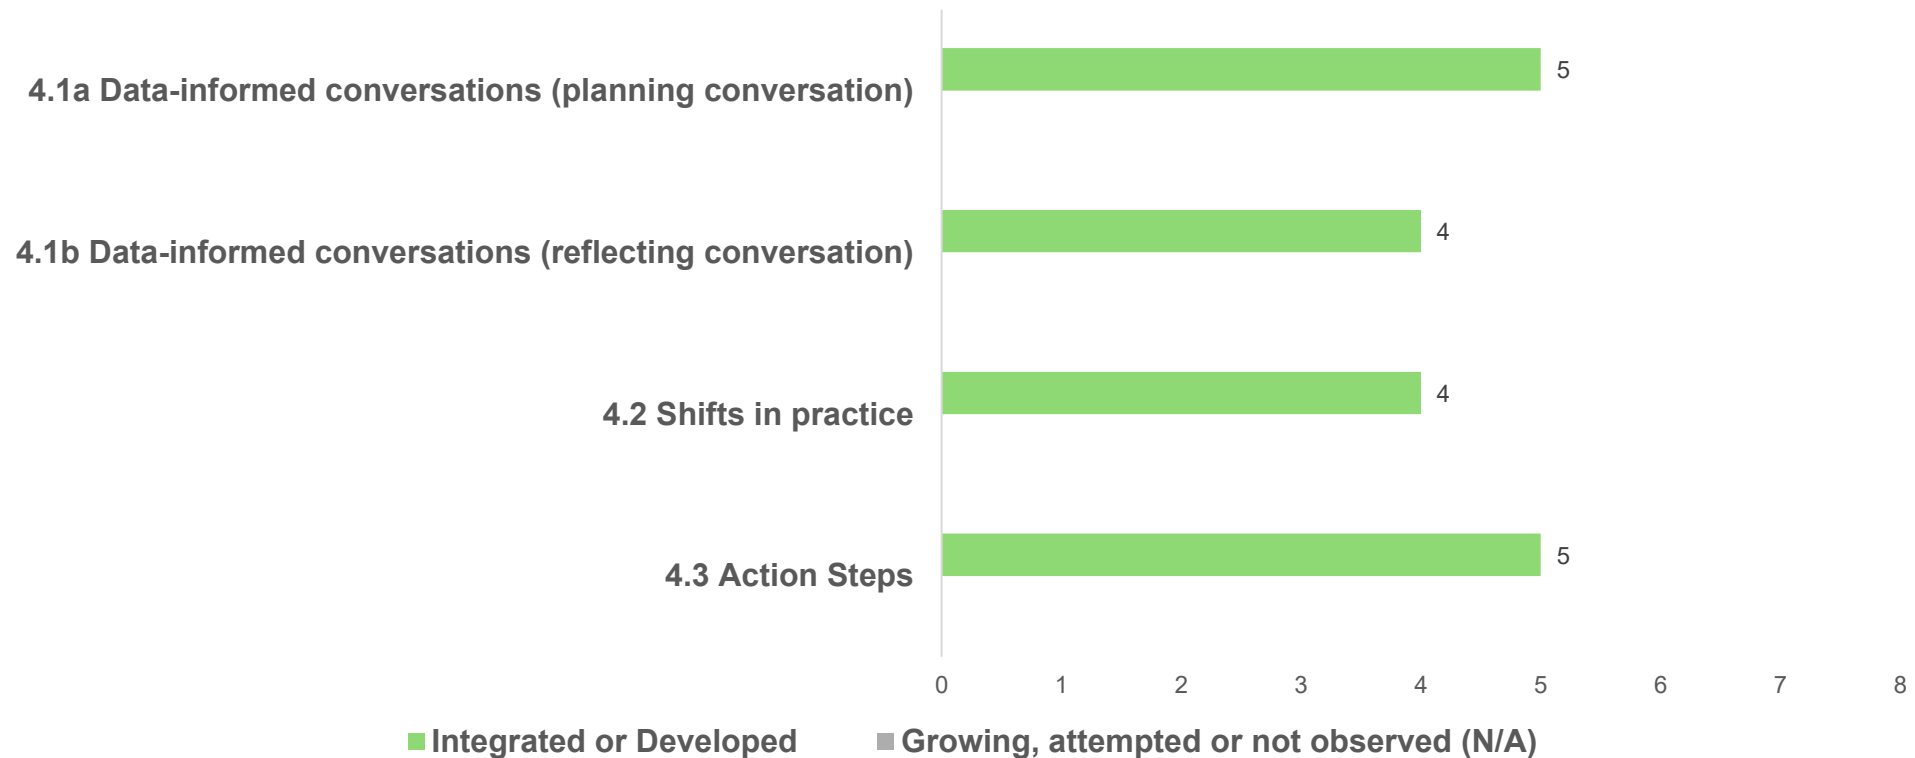 4.1a Data-informed conversations (planning conversation)
5
4.1b Data-informed conversations (reflecting conversation)
4
4.2 Shifts in practice
4
4.3 Action Steps
5
0 1 2 3 4 5 6 7 8
Integrated or Developed Growing, attempted or not observed (N/A)